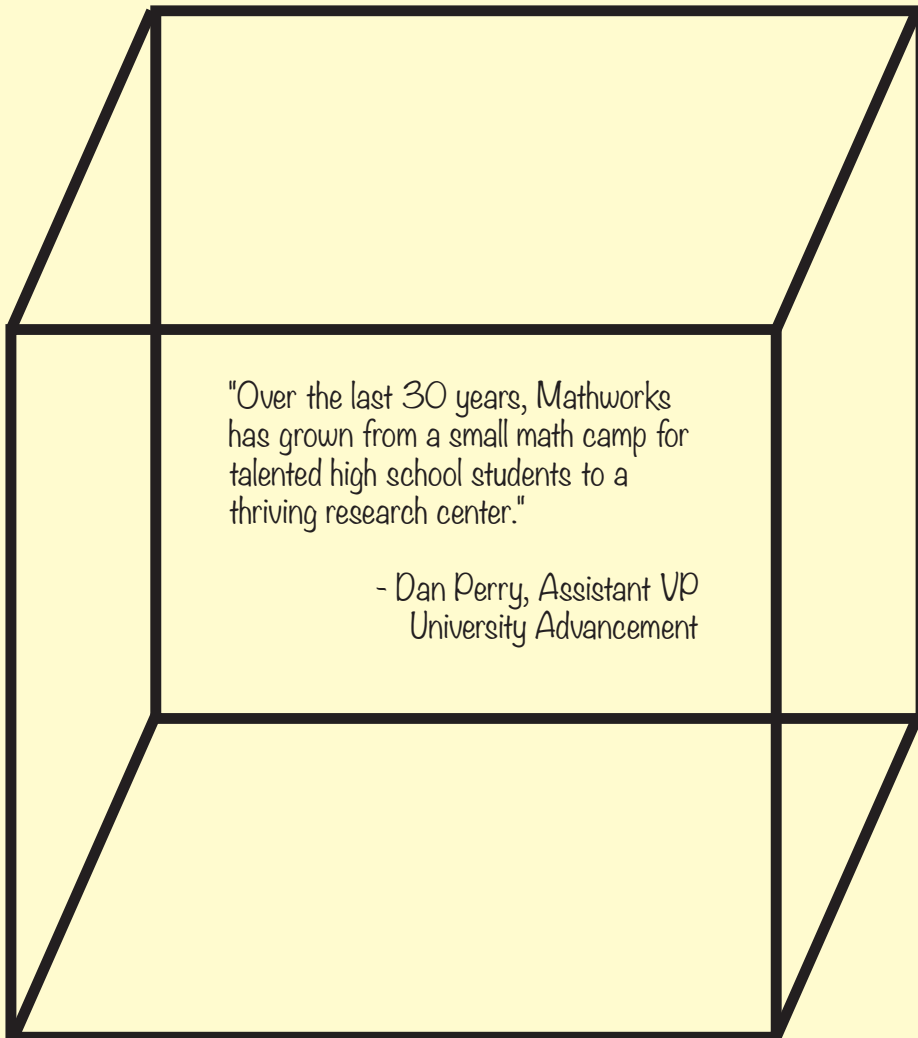 "Over the last 30 years, Mathworks
has grown from a small math camp for
talented high school students to a
thriving research center."
- Dan Perry, Assistant VP
University Advancement